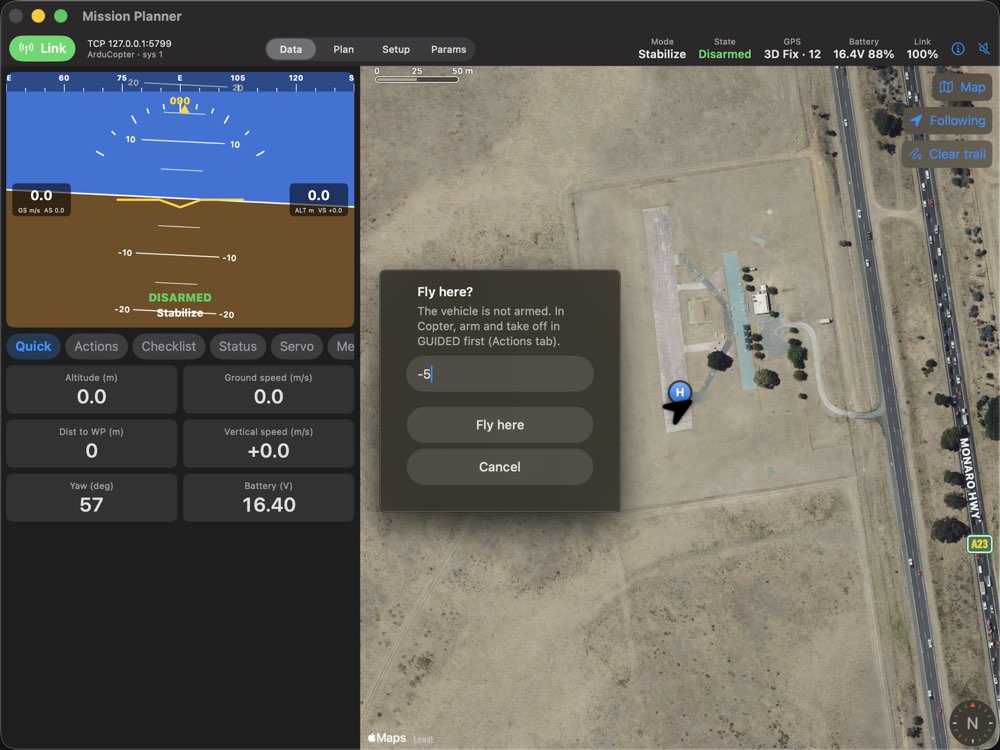 Mission Planner
Link
TCP 127.0.0.1:5799
ArduCopter · sys 1
Data
Plan
Setup
Params
Mode
Stabilize
State
Disarmed
GPS
3D Fix · 12
Battery
16.4V 88%
Link
100%
E 60 75 E 105 120 S
20 20
090
10 10
0.0
GS m/s AS 0.0
0.0
ALT m VS +0.0
-10 -10
DISARMED
-20 Stabilize -20
Quick
Actions
Checklist
Status
Servo
Me
Altitude (m)
0.0
Ground speed (m/s)
0.0
Dist to WP (m)
0
Vertical speed (m/s)
+0.0
Yaw (deg)
57
Battery (V)
16.40
0 25 50 m
Map
Following
Clear trail
Fly here?
The vehicle is not armed. In
Copter, arm and take off in
GUIDED first (Actions tab).
-5
Fly here
Cancel
H
MONARO HWY
A23
N
Maps
Legal